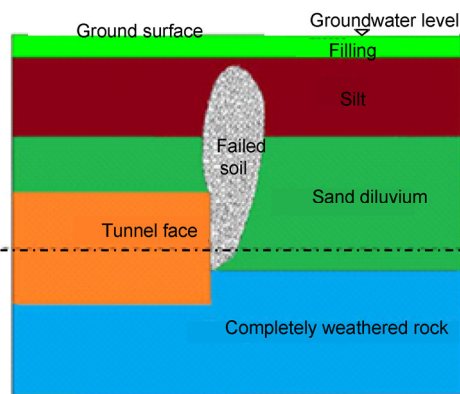 Groundwater level
Ground surface
Filling
Silt
Failed
soil
Sand diluvium
Tunnel face
Completely weathered rock